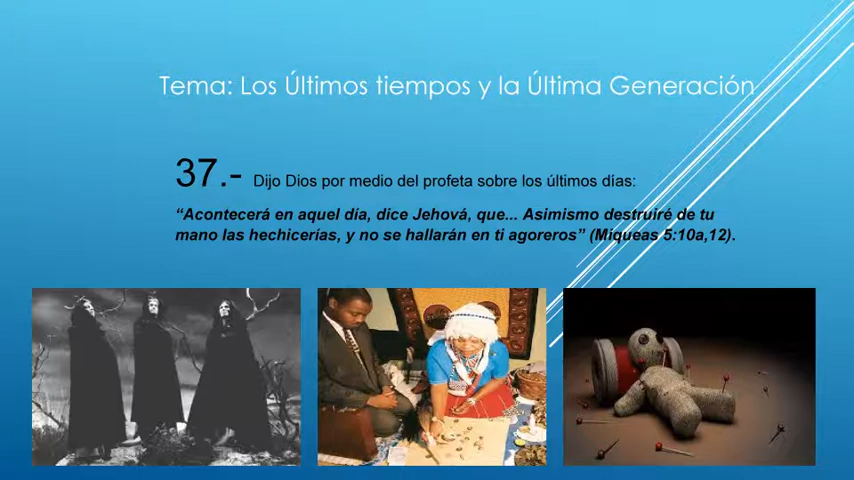 Tema: Los Últimos tiempos y la Última Generación
37.- Dijo Dios por medio del profeta sobre los últimos días:
“Acontecerá en aquel día, dice Jehová, que... Asimismo destruiré de tu
mano las hechicerías, y no se hallarán en ti agoreros” (Miqueas 5:10a,12).